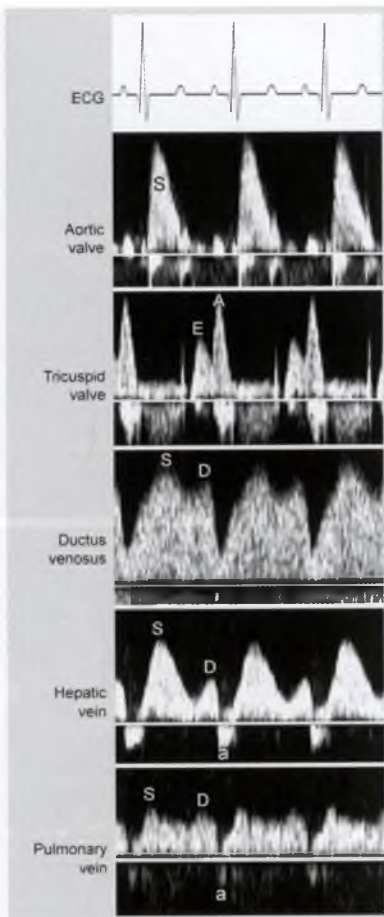 ECG
S
Aortic
valve
A
E
Tricuspid
valve
S
D
Ductus
venosus
S
D
Hepatic
vein
a
S
D
Pulmonary
vein
a